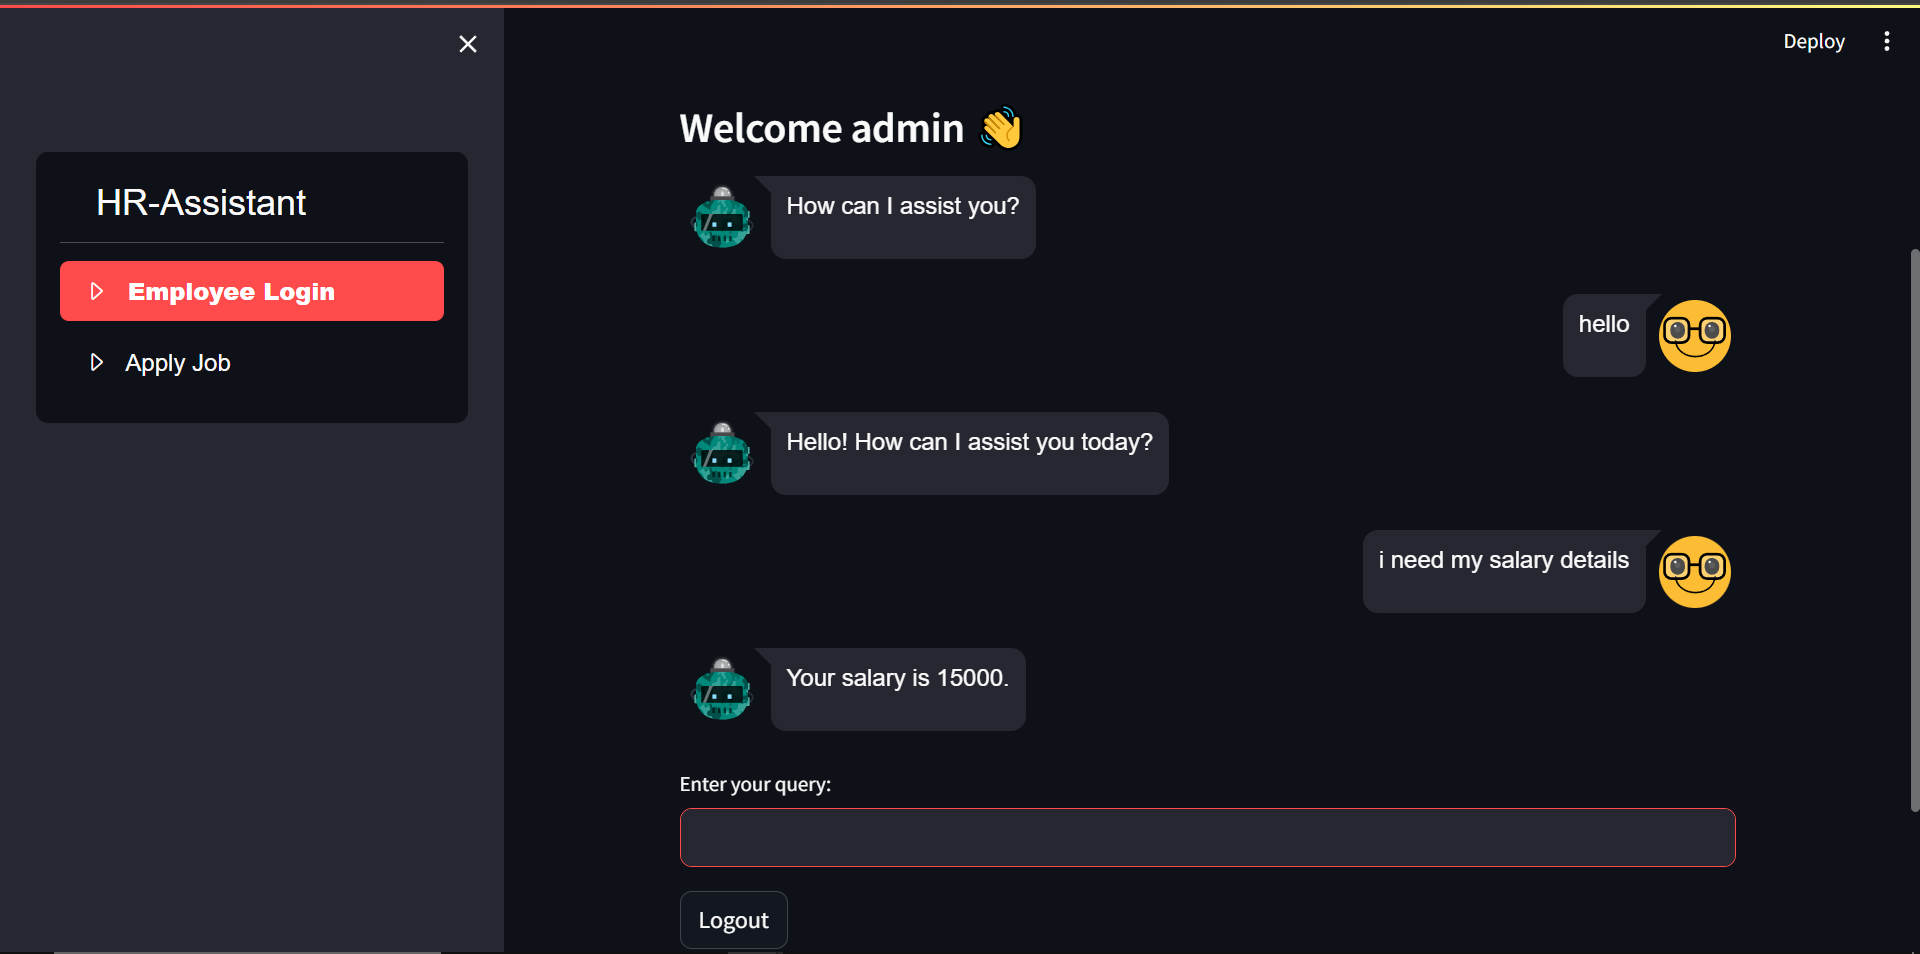 Deploy
HR-Assistant
Employee Login
Apply Job
Welcome admin 👋
How can I assist you?
hello
Hello! How can I assist you today?
i need my salary details
Your salary is 15000.
Enter your query:
Logout